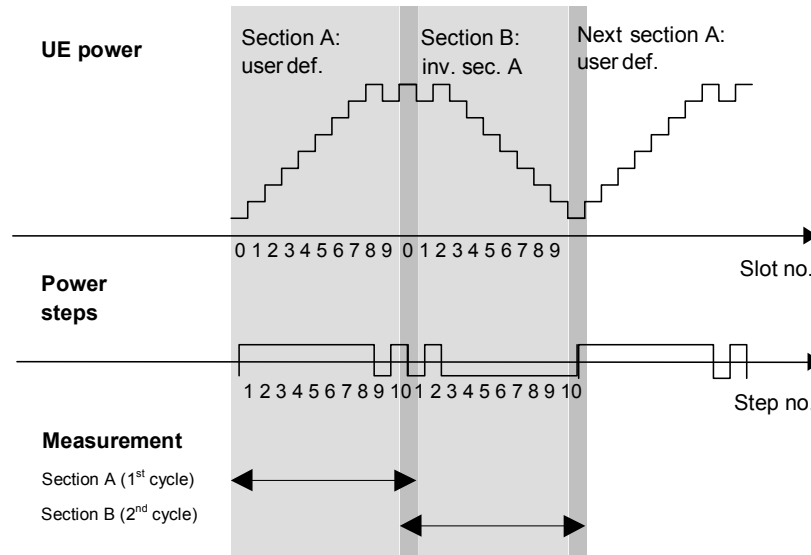 UE power
Section A:
user def.
Section B:
inv. sec. A
Next section A:
user def.
0 1 2 3 4 5 6 7 8 9 0 1 2 3 4 5 6 7 8 9
Slot no.
Power
steps
1 2 3 4 5 6 7 8 9 10 1 2 3 4 5 6 7 8 9 10
Step no.
Measurement
Section A (1st cycle)
Section B (2nd cycle)